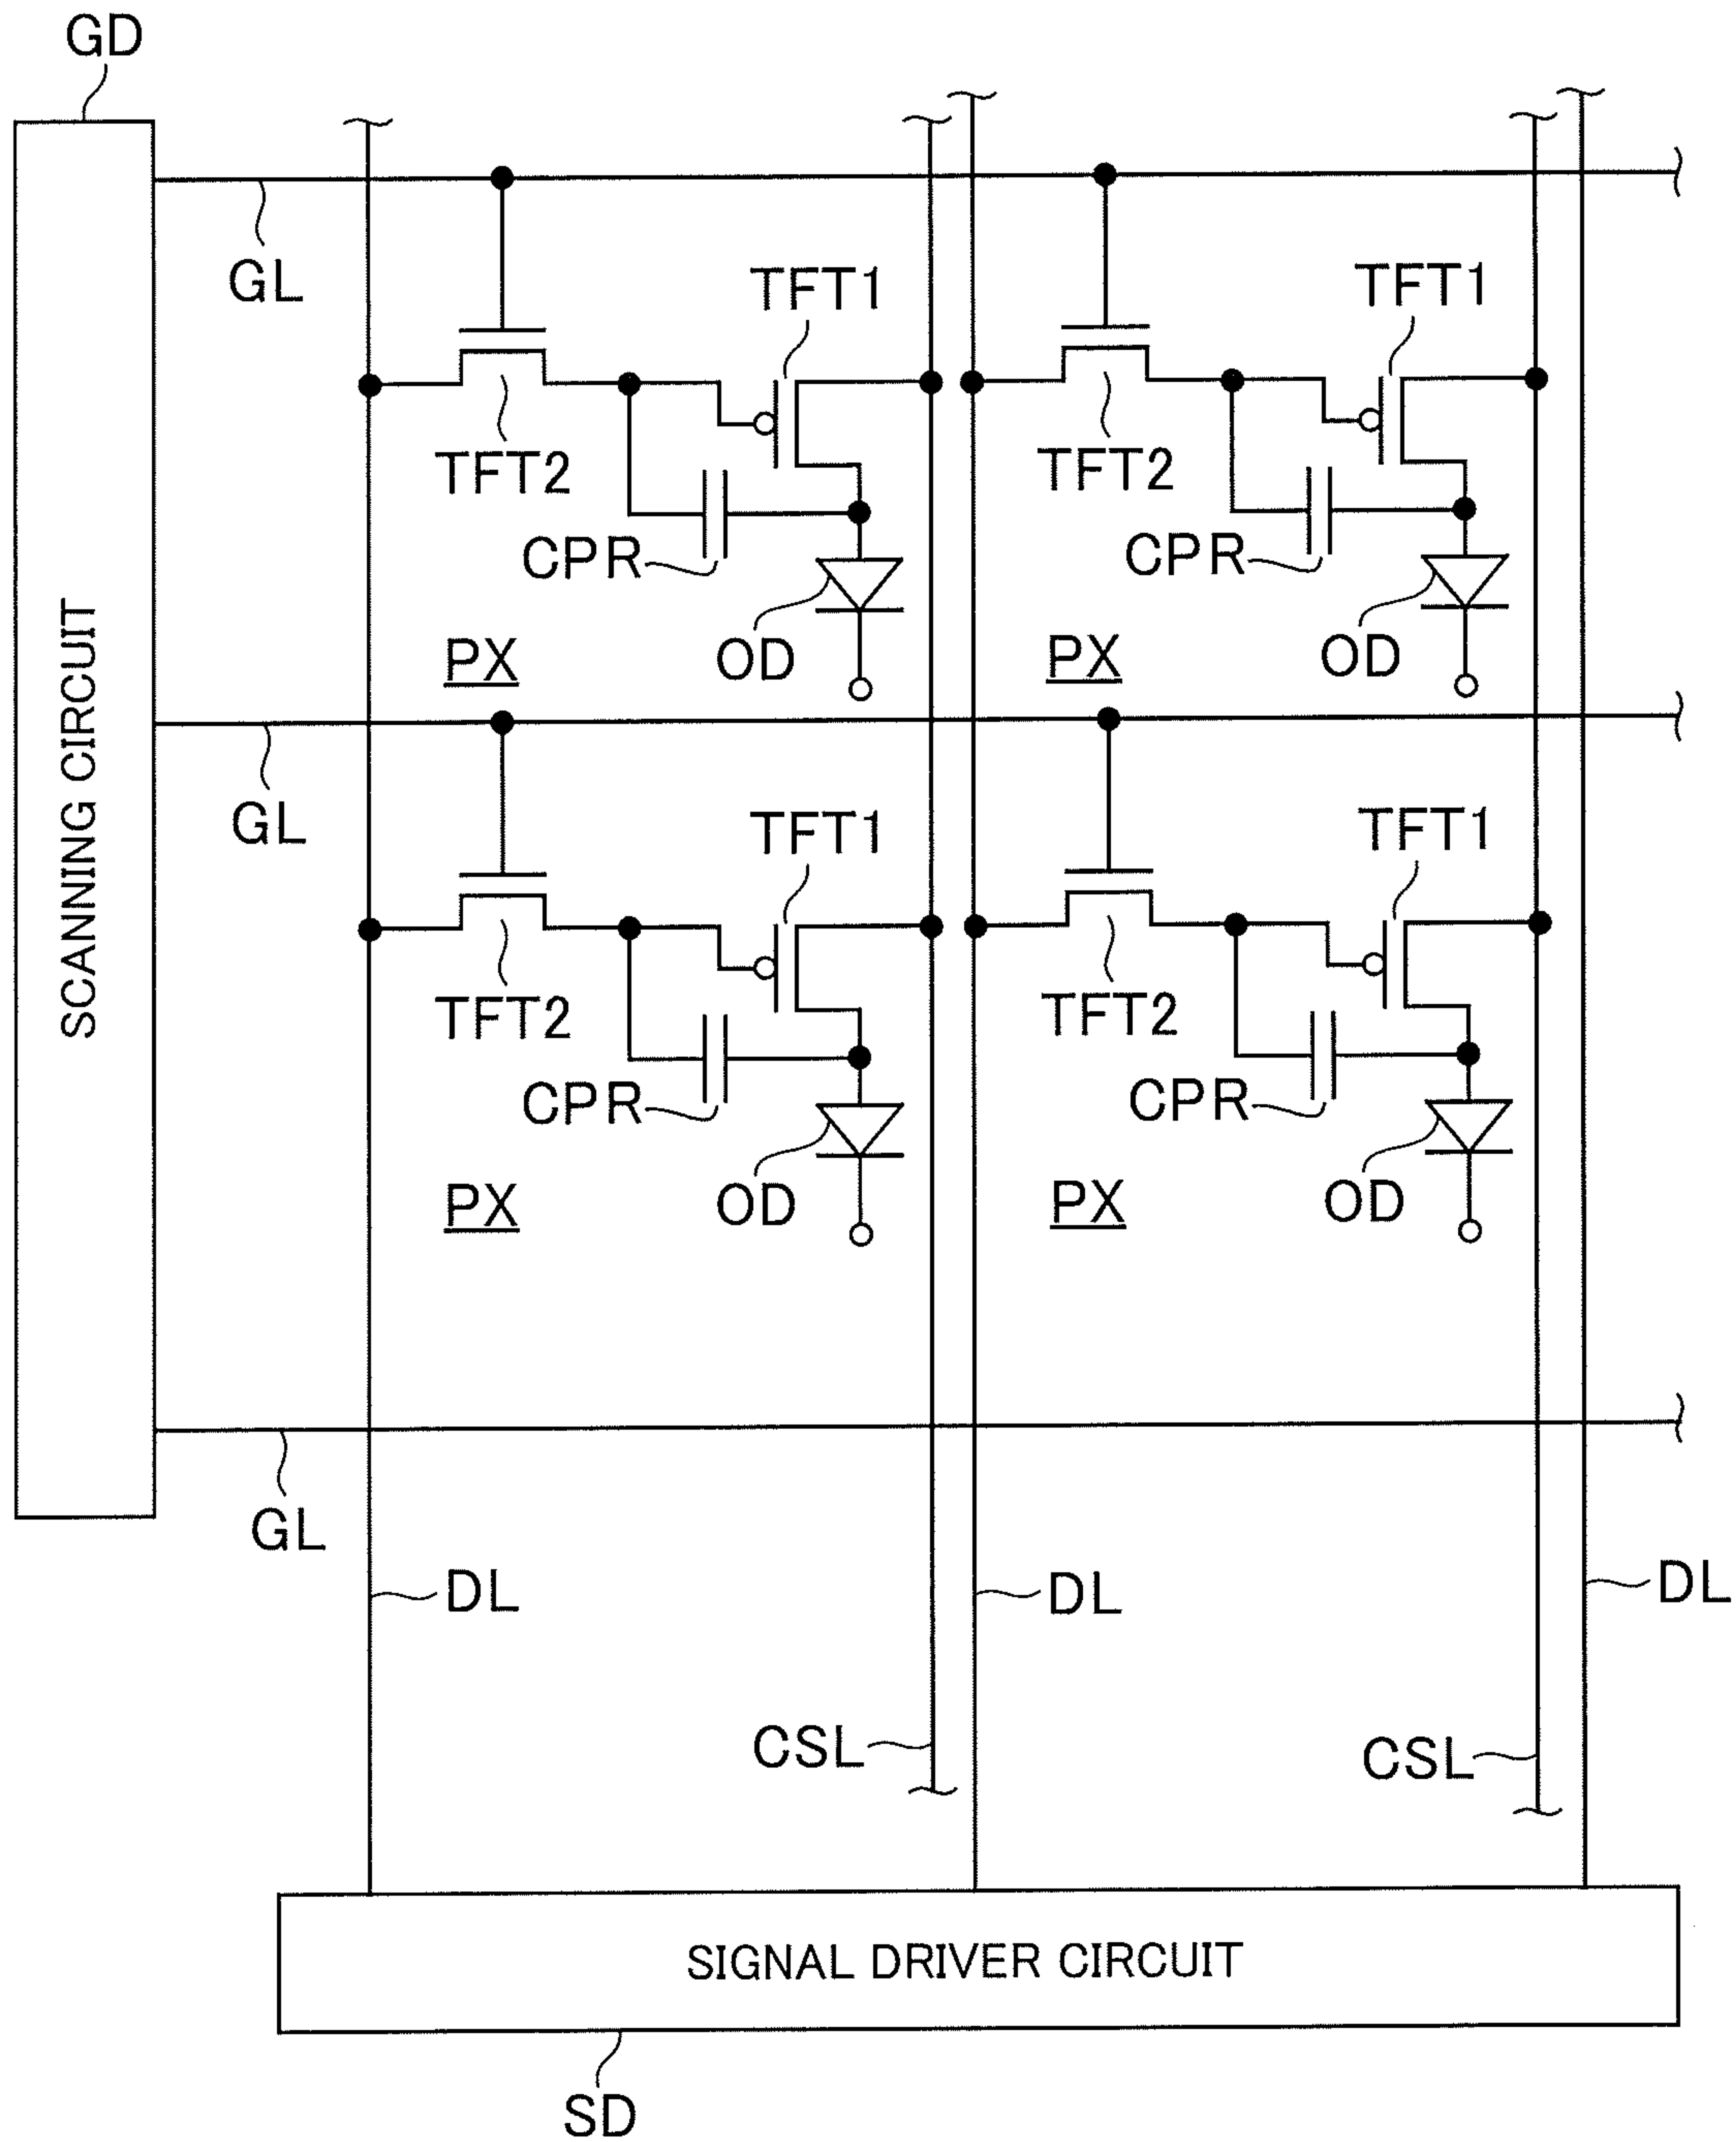 GD
SCANNING CIRCUIT
GL
TFT1
TFT1
TFT2
TFT2
CPR
CPR
PX
OD
PX
OD
GL
TFT1
TFT1
TFT2
TFT2
CPR
CPR
PX
OD
PX
OD
GL
DL
DL
DL
CSL
CSL
SIGNAL DRIVER CIRCUIT
SD